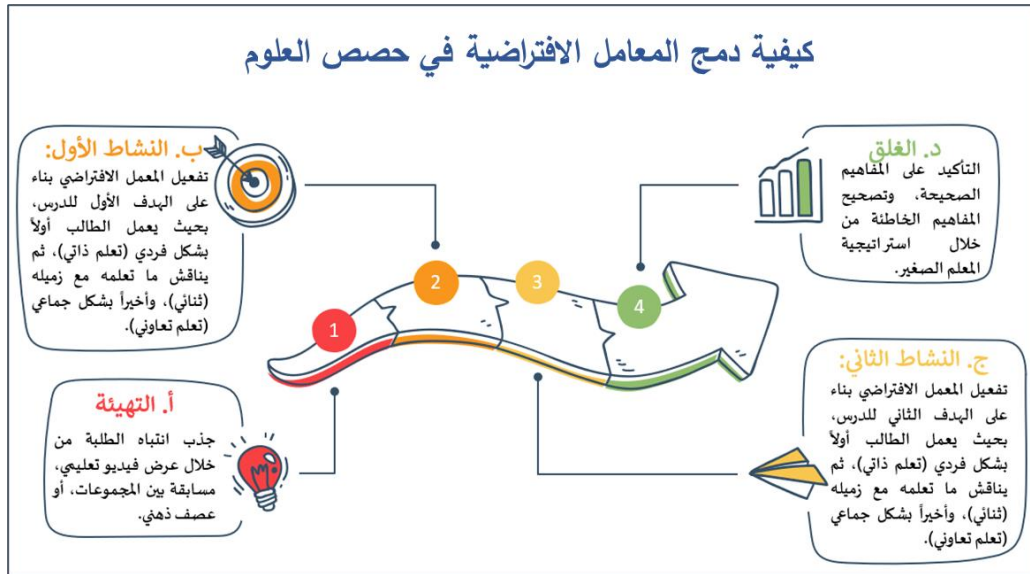 كيفية دمج المعامل الافتراضية في حصص العلوم
أ. التهيئة
جذب انتباه الطلبة من
خلال عرض فيديو تعليمي،
مسابقة بين المجموعات، أو
عصف ذهني.
ب. النشاط الأول:
تفعيل المعمل الافتراضي بناء
على الهدف الأول للدرس،
بحيث يعمل الطالب أولاً
بشكل فردي (تعلم ذاتي)، ثم
يناقش ما تعلمه مع زميله
(ثنائي)، وأخيراً بشكل جماعي
(تعلم تعاوني).
ج. النشاط الثاني:
تفعيل المعمل الافتراضي بناء
على الهدف الثاني للدرس،
بحيث يعمل الطالب أولاً
بشكل فردي (تعلم ذاتي)، ثم
يناقش ما تعلمه مع زميله
(ثنائي)، وأخيراً بشكل جماعي
(تعلم تعاوني).
د. الغلق
التأكيد على المفاهيم
الصحيحة، وتصحيح
المفاهيم الخاطئة من
خلال استراتيجية
المعلم الصغير.
1
2
3
4